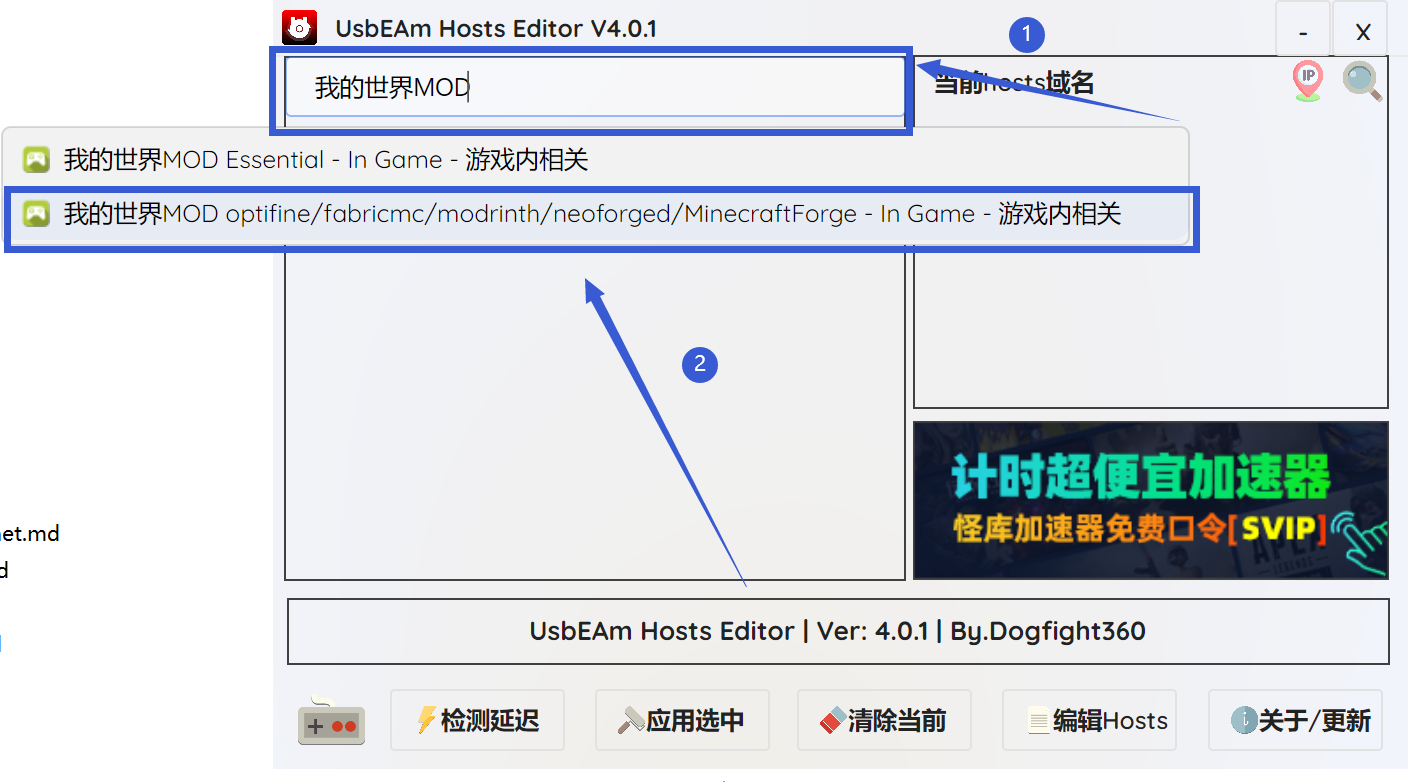 UsbEAm Hosts Editor V4.0.1
-
X
1
我的世界MOD
当前hosts域名
IP
我的世界MOD Essential - In Game - 游戏内相关
我的世界MOD optifine/fabricmc/modrinth/neoforged/MinecraftForge - In Game - 游戏内相关
2
计时超便宜加速器
怪库加速器免费口令[SVIP]
APEX
LEGENDS
et.md
d
UsbEAm Hosts Editor | Ver: 4.0.1 | By.Dogfight360
检测延迟
应用选中
清除当前
编辑Hosts
关于/更新